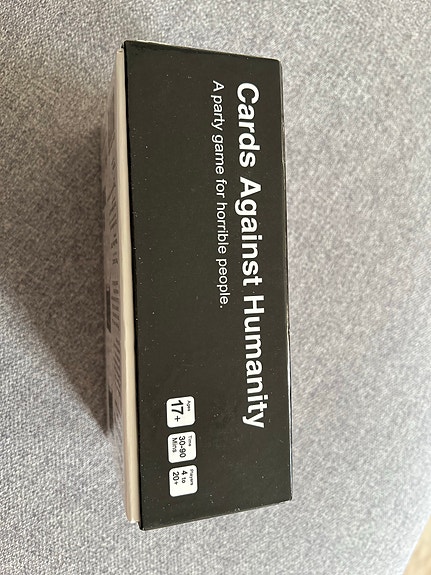 Cards Against Humanity
A party game for horrible people.
Ages
17+
Time
30-90
Mins
Players
4 to
20+